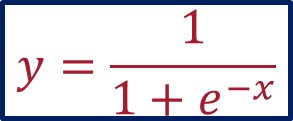 y = 1 / (1 + e^{-x})